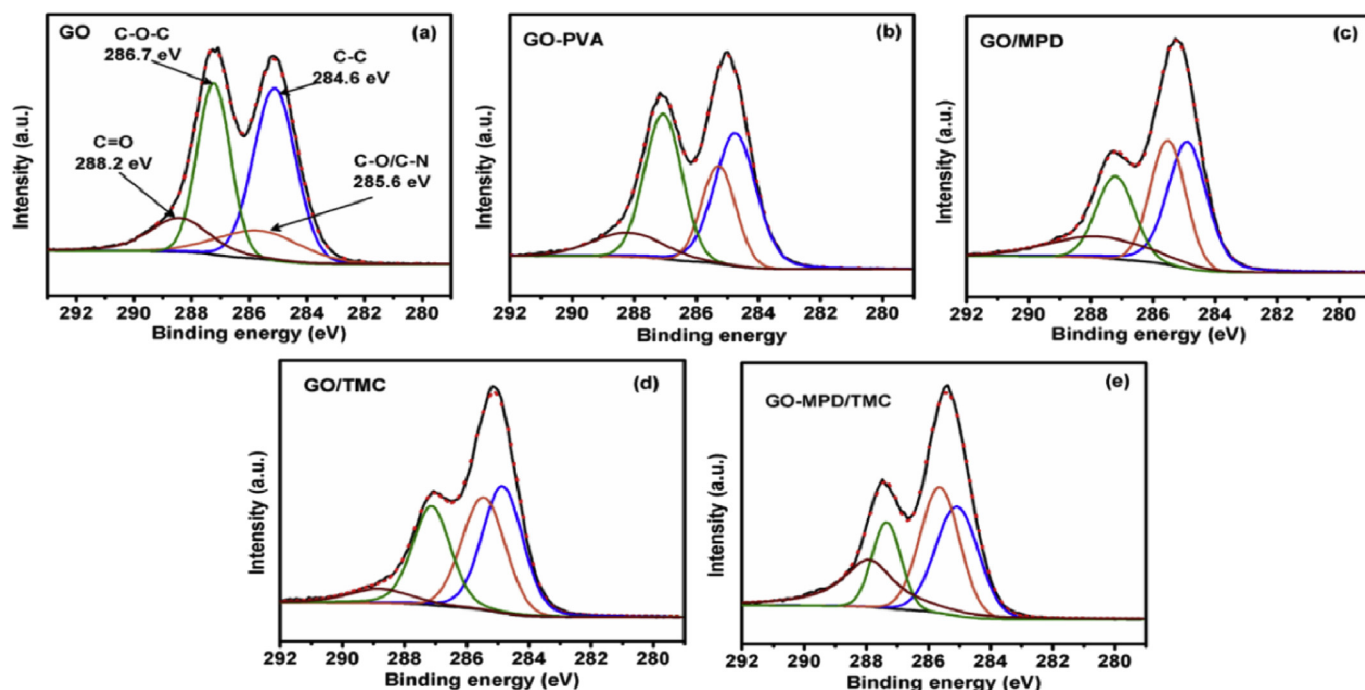 GO
(a)
C-O-C
286.7 eV
C-C
284.6 eV
C=O
288.2 eV
C-O/C-N
285.6 eV
Intensity (a.u.)
292 290 288 286 284 282 280
Binding energy (eV)
GO-PVA
(b)
Intensity (a.u.)
292 290 288 286 284 282 280
Binding energy
GO/MPD
(c)
Intensity (a.u.)
292 290 288 286 284 282 280
Binding energy (eV)
GO/TMC
(d)
Intensity (a.u.)
292 290 288 286 284 282 280
Binding energy (eV)
GO-MPD/TMC
(e)
Intensity (a.u.)
292 290 288 286 284 282 280
Binding energy (eV)